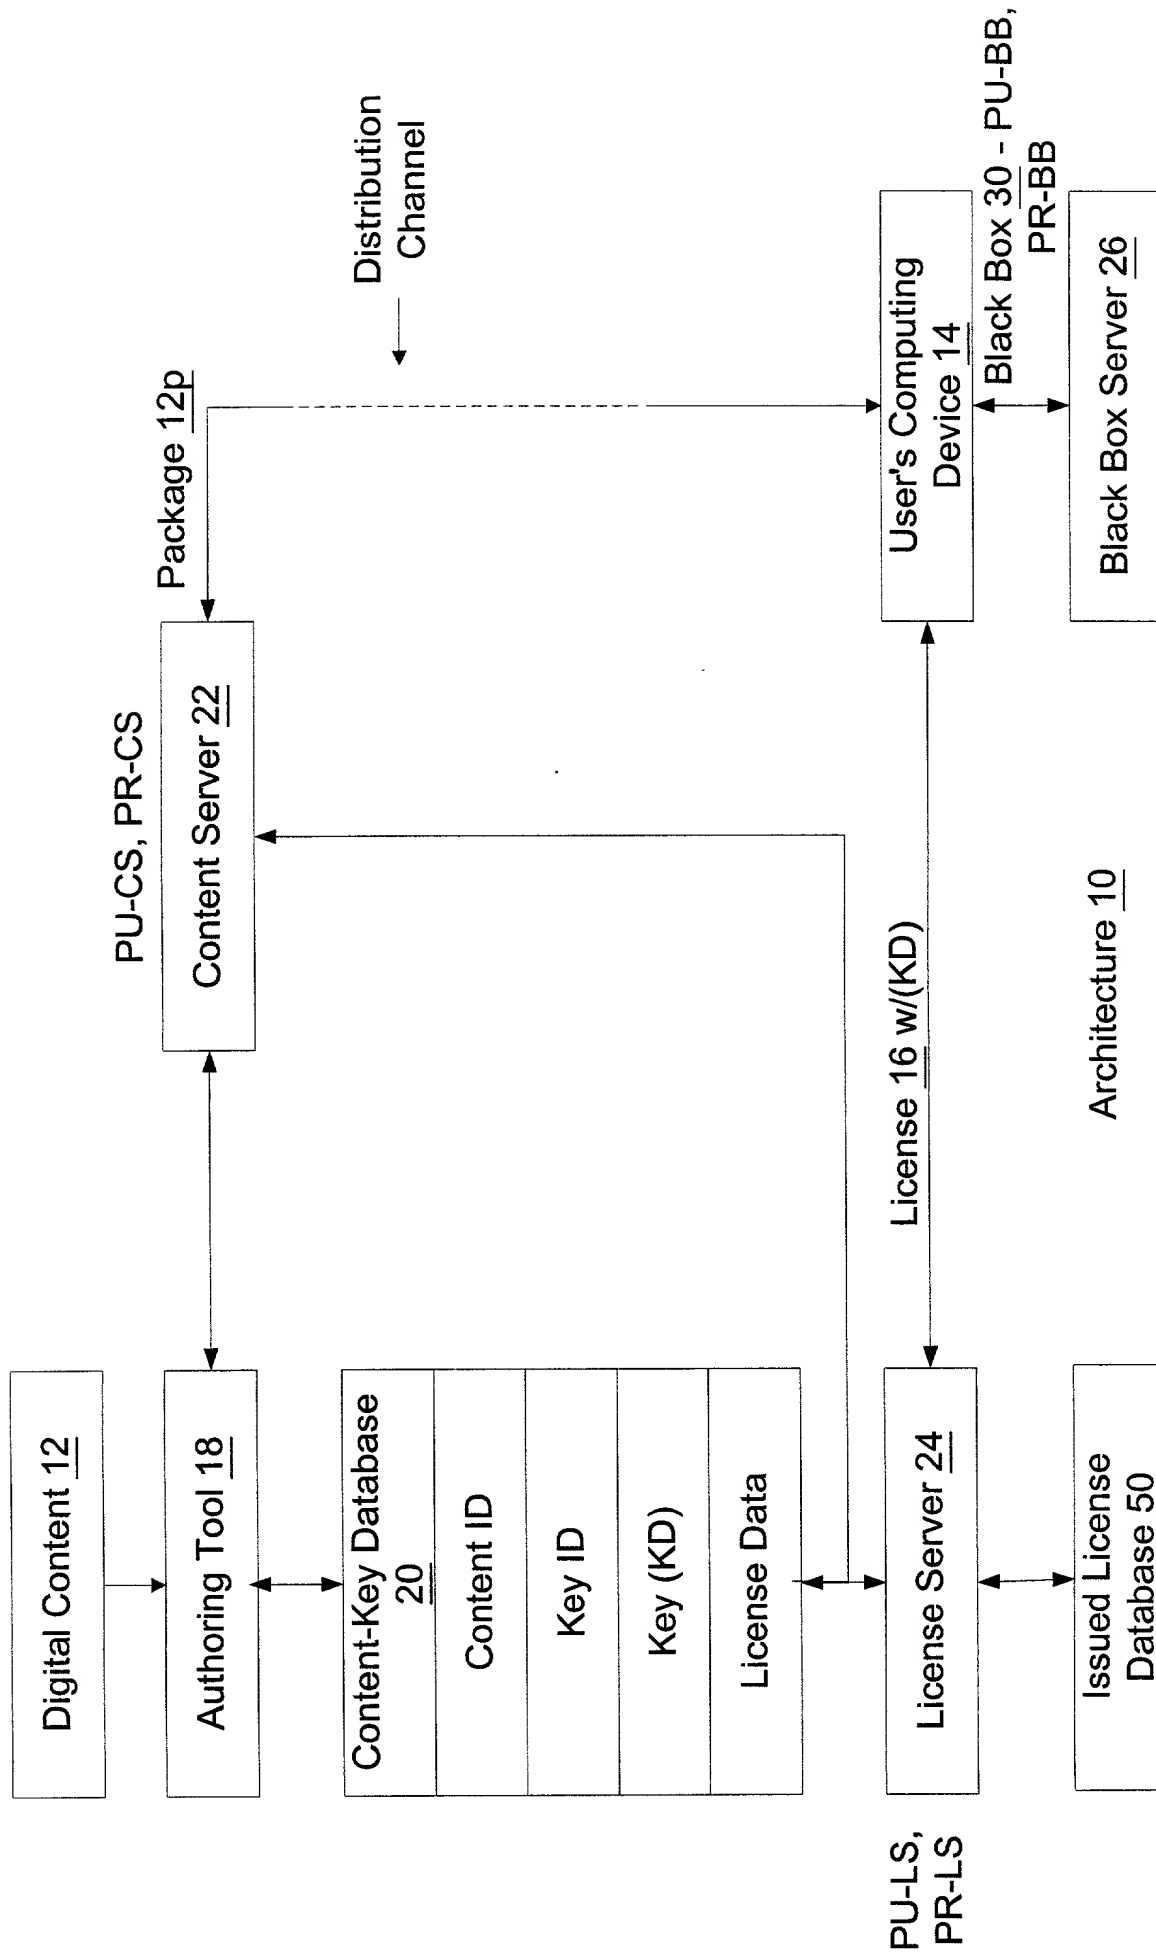 Digital Content 12
Authoring Tool 18
Content-Key Database
20
Content ID
Key ID
Key (KD)
License Data
PU-LS,
PR-LS
License Server 24
Issued License
Database 50
PU-CS, PR-CS
Content Server 22
Package 12p
Distribution
Channel
License 16 w/(KD)
User's Computing
Device 14
Black Box 30 - PU-BB,
PR-BB
Black Box Server 26
Architecture 10